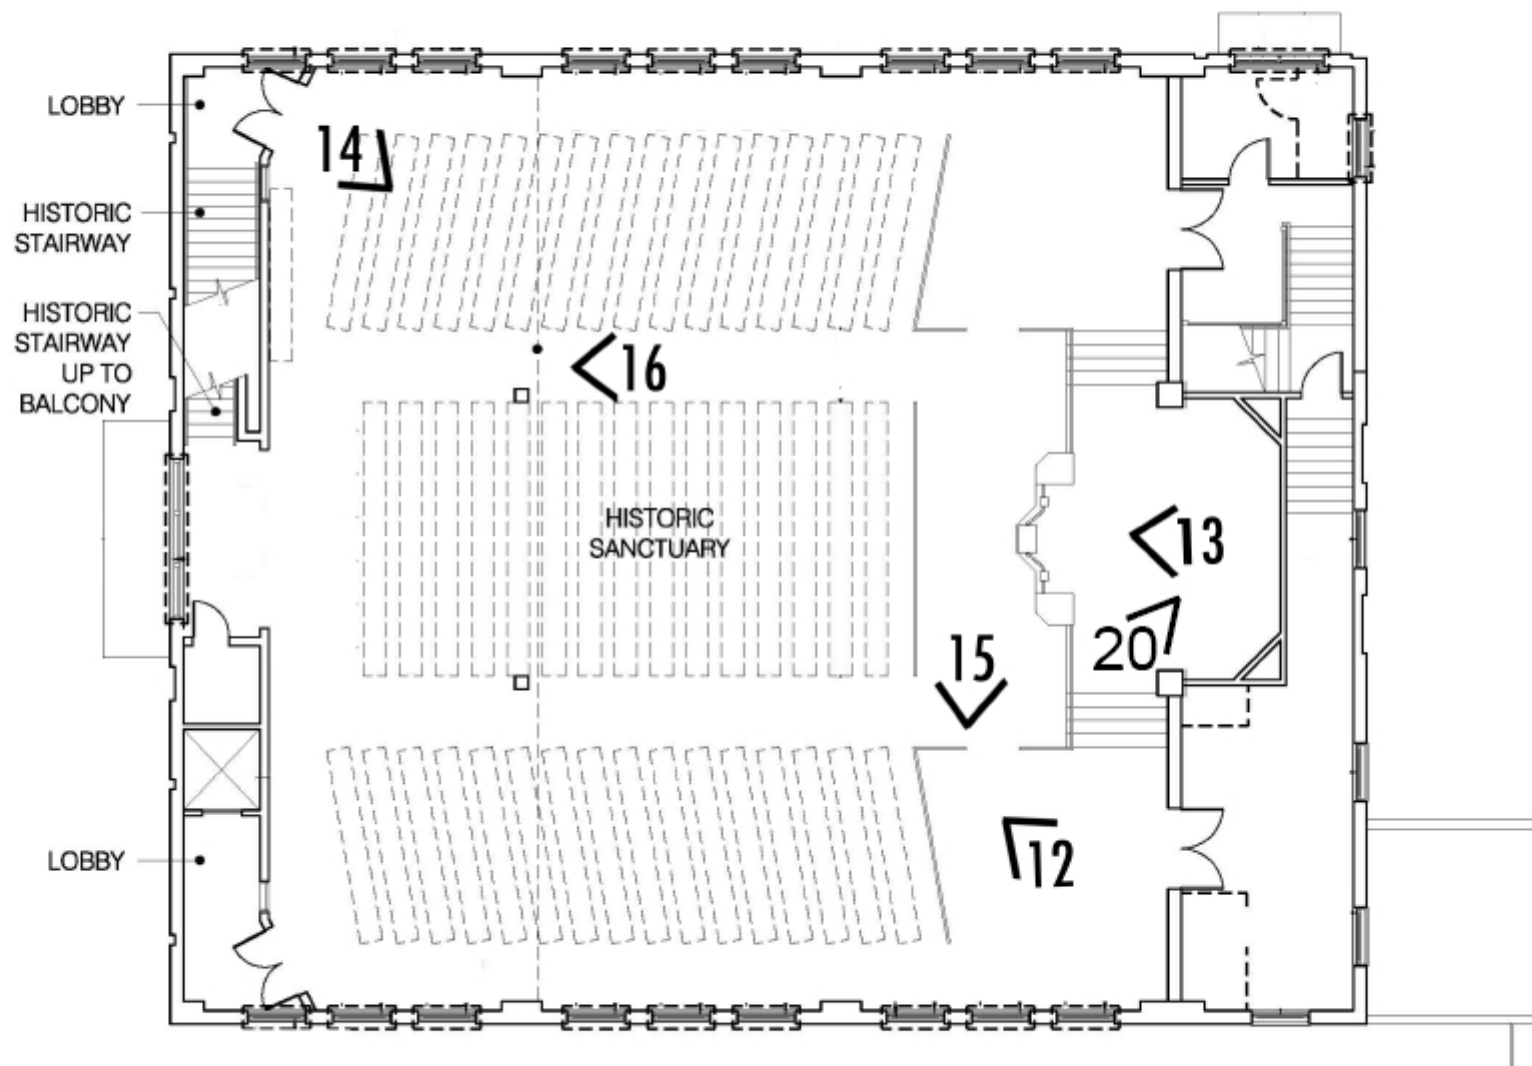 LOBBY
14
HISTORIC
STAIRWAY
HISTORIC
STAIRWAY
UP TO
BALCONY
16
HISTORIC
SANCTUARY
13
20
15
LOBBY
12